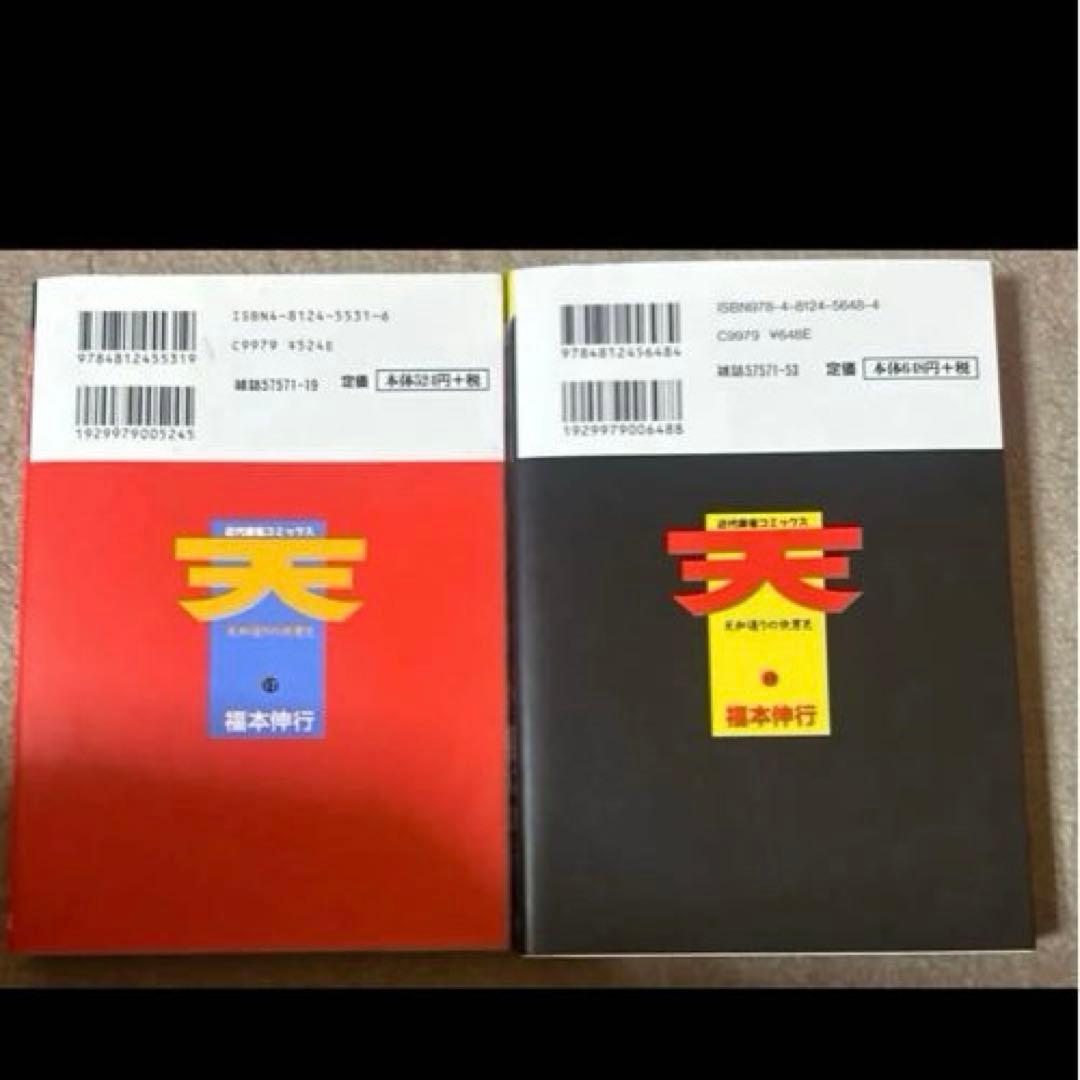 ISBN4-8124-5531-6
9784812455319
C9979 ¥524E
雑誌57571-19 定価 本体524円+税
1929979005245
近代麻雀コミックス
天
天和通りの快男児
福本伸行
ISBN978-4-8124-5648-4
9784812456484
C9979 ¥648E
雑誌57571-53 定価 本体648円+税
1929979006488
近代麻雀コミックス
天
天和通りの快男児
福本伸行